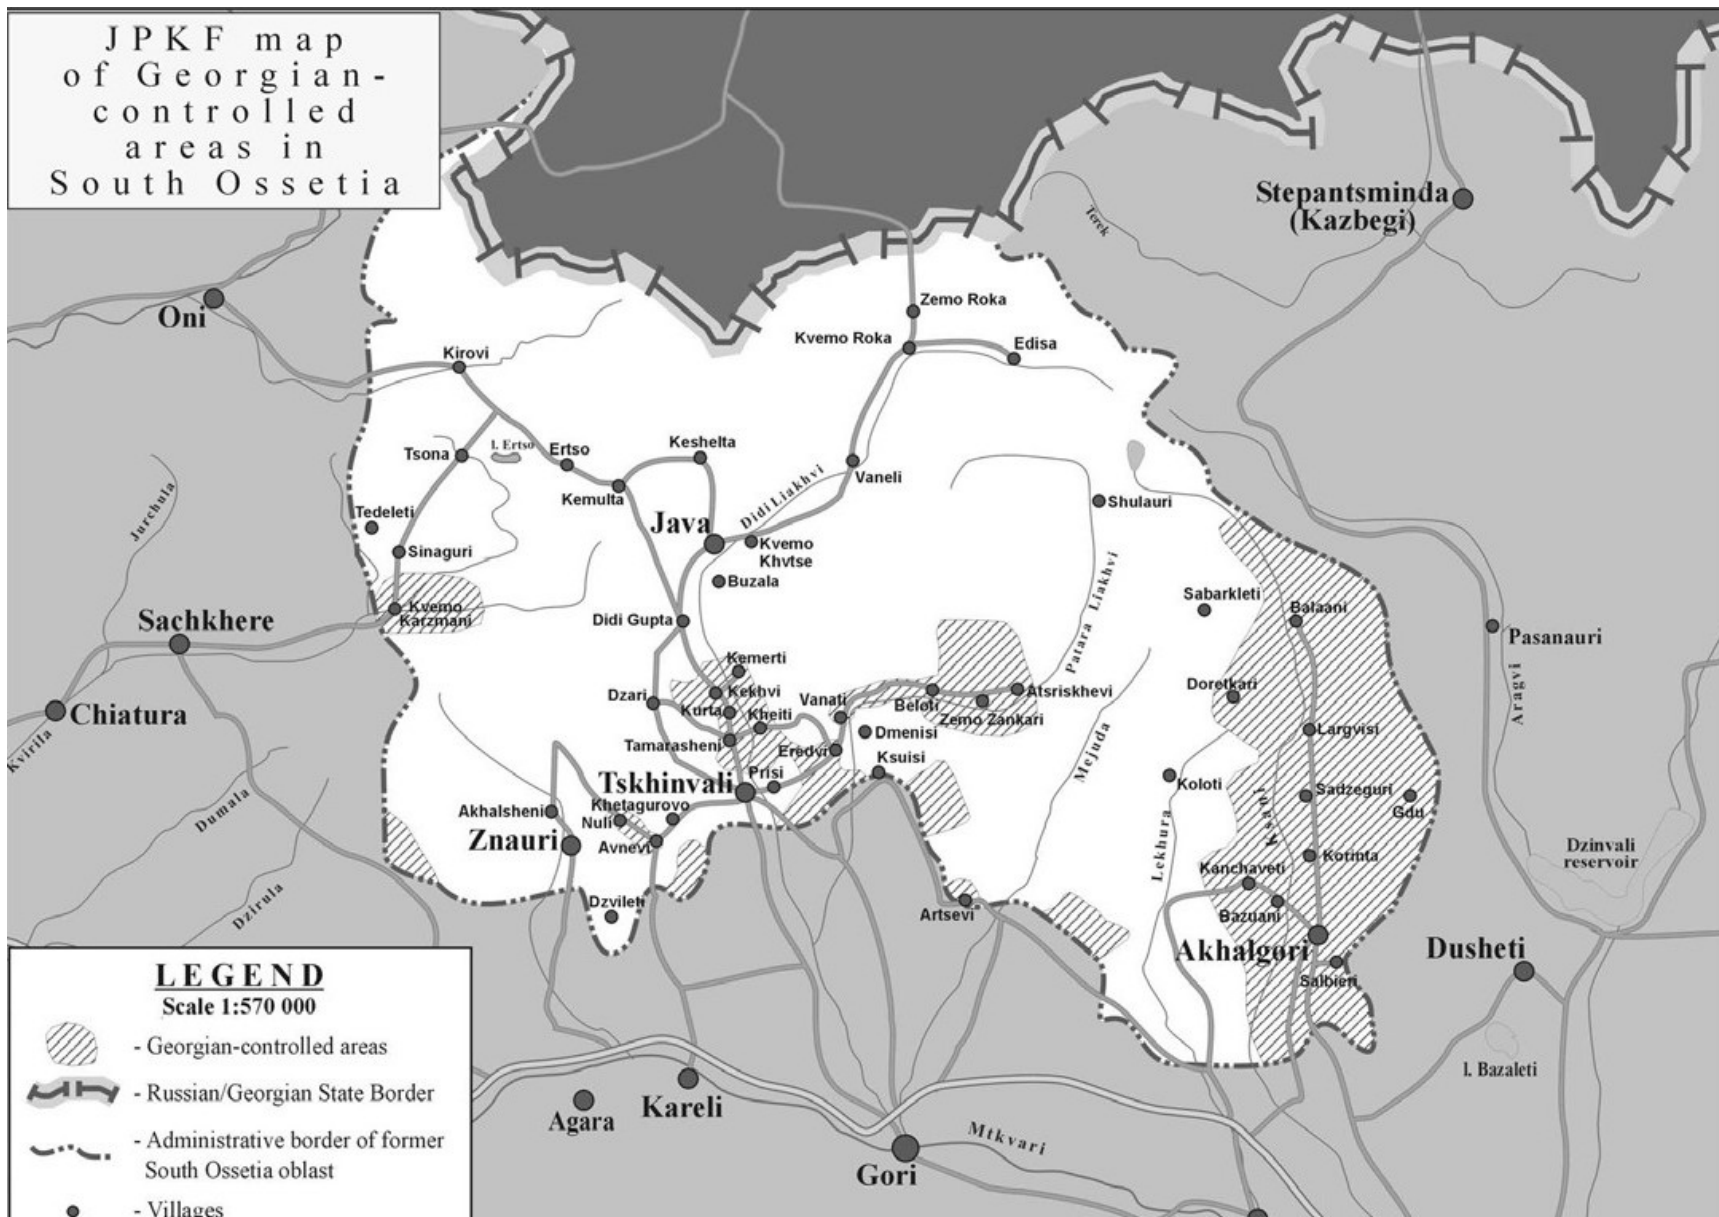 JPKF map
of Georgian-
controlled
areas in
South Ossetia
Stepantsminda
(Kazbegi)
Terek
Oni
Zemo Roka
Kvemo Roka
Edisa
Kirovi
Tsona
l. Ertso
Ertso
Keshelta
Kemulta
Vaneli
Didi Liakhvi
Shulauri
Jurchula
Tedeleti
Java
Kvemo
Khvtse
Sinaguri
Buzala
Patara Liakhvi
Sabarkleti
Balaani
Kvemo
Karzmani
Sachkhere
Didi Gupta
Pasanauri
Kemerti
Kekhvi
Dzari
Kurta
Kheiti
Vanati
Beloti
Atsriskhevi
Zemo Zankari
Doretkari
Aragvi
Chiatura
Kvirila
Tamarasheni
Eredvi
Dmenisi
Ksuisi
Mejuda
Largvisi
Tskhinvali
Prisi
Koloti
Sadzeguri
Gdu
Ksani
Dumala
Akhalsheni
Khetagurovo
Nuli
Znauri
Avnevi
Lekhura
Korinta
Dzinvali
reservoir
Kanchaveti
Dzirula
Dzvileti
Artsevi
Bazuani
Akhalgori
Dusheti
Salbieri
LEGEND
Scale 1:570 000
- Georgian-controlled areas
- Russian/Georgian State Border
- Administrative border of former
South Ossetia oblast
- Villages
l. Bazaleti
Agara
Kareli
Mtkvari
Gori